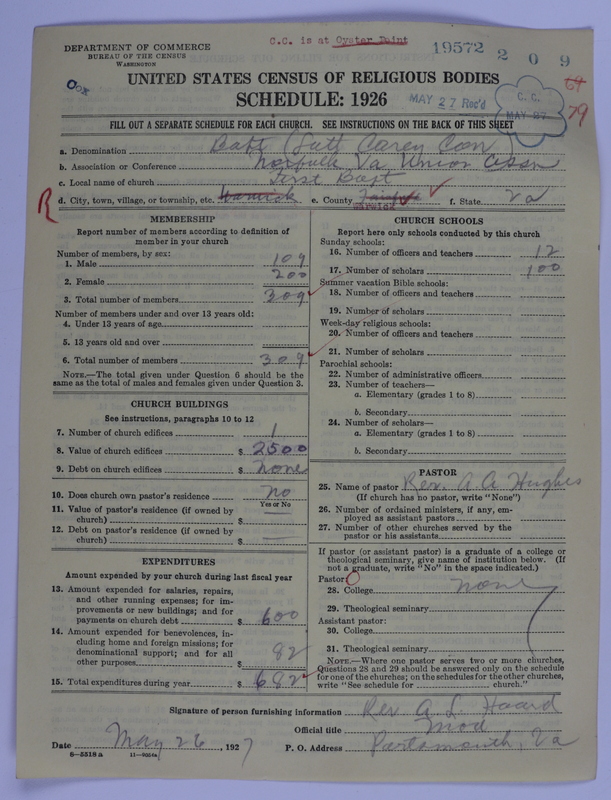 C.C. is at Oyster Point
DEPARTMENT OF COMMERCE
BUREAU OF THE CENSUS
WASHINGTON
19572 2 0 9
Cox
69
79
UNITED STATES CENSUS OF RELIGIOUS BODIES
SCHEDULE: 1926
MAY 27 Rec'd
C. C.
MAY 27
FILL OUT A SEPARATE SCHEDULE FOR EACH CHURCH. SEE INSTRUCTIONS ON THE BACK OF THIS SHEET
a. Denomination Bapt (Lott Carey Con
b. Association or Conference Norfolk Va Union Assn
c. Local name of church First Bapt
R
d. City, town, village, or township, etc. Warwick e. County Warwick f. State Va
MEMBERSHIP
Report number of members according to definition of
member in your church
Number of members, by sex:
1. Male 109
2. Female 200
3. Total number of members 309
Number of members under and over 13 years old:
4. Under 13 years of age
5. 13 years old and over
6. Total number of members 309
NOTE.—The total given under Question 6 should be
same as the total of males and females given under Question 3.
CHURCH BUILDINGS
See instructions, paragraphs 10 to 12
7. Number of church edifices 1
8. Value of church edifices $ 2500
9. Debt on church edifices $ None
10. Does church own pastor's residence No
Yes or No
11. Value of pastor's residence (if owned by
church) $
12. Debt on pastor's residence (if owned by
church) $ —
EXPENDITURES
Amount expended by your church during last fiscal year
13. Amount expended for salaries, repairs,
and other running expenses; for im-
provements or new buildings; and for
payments on church debt $ 600
14. Amount expended for benevolences, in-
cluding home and foreign missions; for
denominational support; and for all
other purposes $ 82
15. Total expenditures during year $ 682
CHURCH SCHOOLS
Report here only schools conducted by this church
Sunday schools:
16. Number of officers and teachers 12
17. Number of scholars 100
Summer vacation Bible schools:
18. Number of officers and teachers
19. Number of scholars
Week-day religious schools:
20. Number of officers and teachers
21. Number of scholars
Parochial schools:
22. Number of administrative officers
23. Number of teachers—
a. Elementary (grades 1 to 8)
b. Secondary
24. Number of scholars—
a. Elementary (grades 1 to 8)
b. Secondary
PASTOR
25. Name of pastor Rev. A A Hughes
(If church has no pastor, write "None")
26. Number of ordained ministers, if any, em-
ployed as assistant pastors
27. Number of other churches served by the
pastor or his assistants
If pastor (or assistant pastor) is a graduate of a college or
theological seminary, give name of institution below. (If
not a graduate, write "No" in the space indicated.)
Pastor:
28. College none
29. Theological seminary
Assistant pastor:
30. College
31. Theological seminary
NOTE.—Where one pastor serves two or more churches,
Questions 28 and 29 should be answered only on the schedule
for one of the churches; on the schedules for the other churches,
write "See schedule for church."
Signature of person furnishing information Rev. A L
Official title Mod
Date May 26, 1927 P. O. Address Portsmouth, Va
8—5518 a